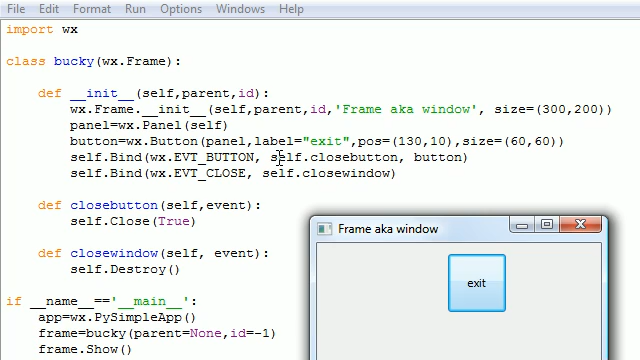 File Edit Format Run Options Windows Help
import wx
class bucky(wx.Frame):
def __init__(self,parent,id):
wx.Frame.__init__(self,parent,id,'Frame aka window', size=(300,200))
panel=wx.Panel(self)
button=wx.Button(panel,label="exit",pos=(130,10),size=(60,60))
self.Bind(wx.EVT_BUTTON, self.closebutton, button)
self.Bind(wx.EVT_CLOSE, self.closewindow)
def closebutton(self,event):
self.Close(True)
def closewindow(self, event):
self.Destroy()
if __name__=='__main__':
app=wx.PySimpleApp()
frame=bucky(parent=None,id=-1)
frame.Show()
Frame aka window
exit